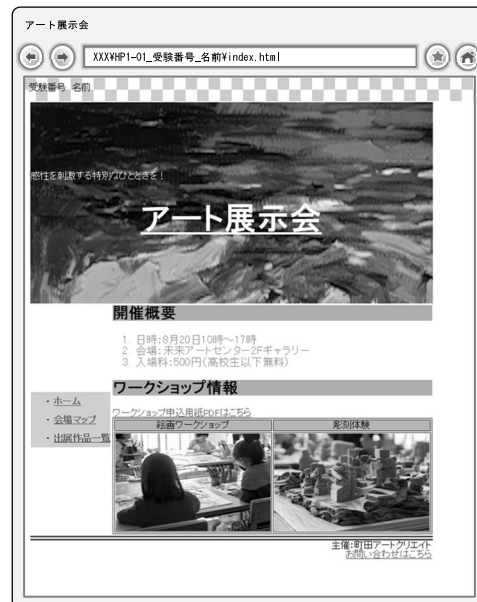 アート展示会
XXX¥HP1-01_受験番号_名前¥index.html
受験番号 名前
感性を刺激する特別なひとときを！
アート展示会
開催概要
1. 日時:8月20日10時～17時
2. 会場:未来アートセンター2Fギャラリー
3. 入場料:500円(高校生以下無料)
・ホーム
・会場マップ
・出展作品一覧
ワークショップ情報
ワークショップ申込用紙PDFはこちら
絵画ワークショップ
彫刻体験
主催:町田アートクリエイト
お問い合わせはこちら